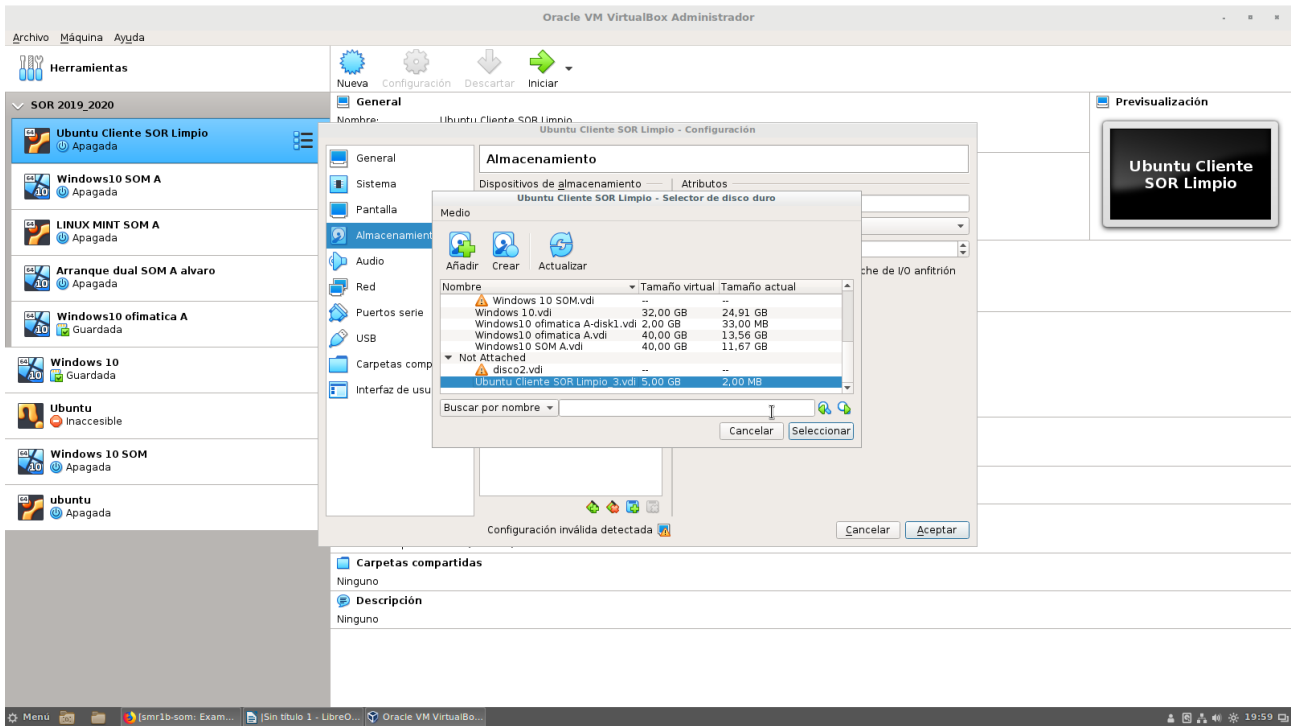 Oracle VM VirtualBox Administrador
Archivo Máquina Ayuda
Herramientas
Nueva Configuración Descartar Iniciar
SOR 2019_2020
Ubuntu Cliente SOR Limpio
Apagada
Windows10 SOM A
Apagada
LINUX MINT SOM A
Apagada
Arranque dual SOM A alvaro
Apagada
Windows10 ofimatica A
Guardada
Windows 10
Guardada
Ubuntu
Inaccesible
Windows 10 SOM
Apagada
ubuntu
Apagada
General
Nombre: Ubuntu Cliente SOR Limpio
Previsualización
Ubuntu Cliente
SOR Limpio
Ubuntu Cliente SOR Limpio - Configuración
General
Sistema
Pantalla
Almacenamient
Audio
Red
Puertos serie
USB
Carpetas comp
Interfaz de usu
Almacenamiento
Dispositivos de almacenamiento Atributos
che de I/O anfitrión
Ubuntu Cliente SOR Limpio - Selector de disco duro
Medio
Añadir Crear Actualizar
Nombre Tamaño virtual Tamaño actual
Windows 10 SOM.vdi -- --
Windows 10.vdi 32,00 GB 24,91 GB
Windows10 ofimatica A-disk1.vdi 2,00 GB 33,00 MB
Windows10 ofimatica A.vdi 40,00 GB 13,56 GB
Windows10 SOM A.vdi 40,00 GB 11,67 GB
Not Attached
disco2.vdi -- --
Ubuntu Cliente SOR Limpio_3.vdi 5,00 GB 2,00 MB
Buscar por nombre
Cancelar Seleccionar
Configuración inválida detectada
Cancelar Aceptar
Carpetas compartidas
Ninguno
Descripción
Ninguno
Menú [smr1b-som: Exam... [Sin título 1 - LibreO... Oracle VM VirtualBo... 19:59